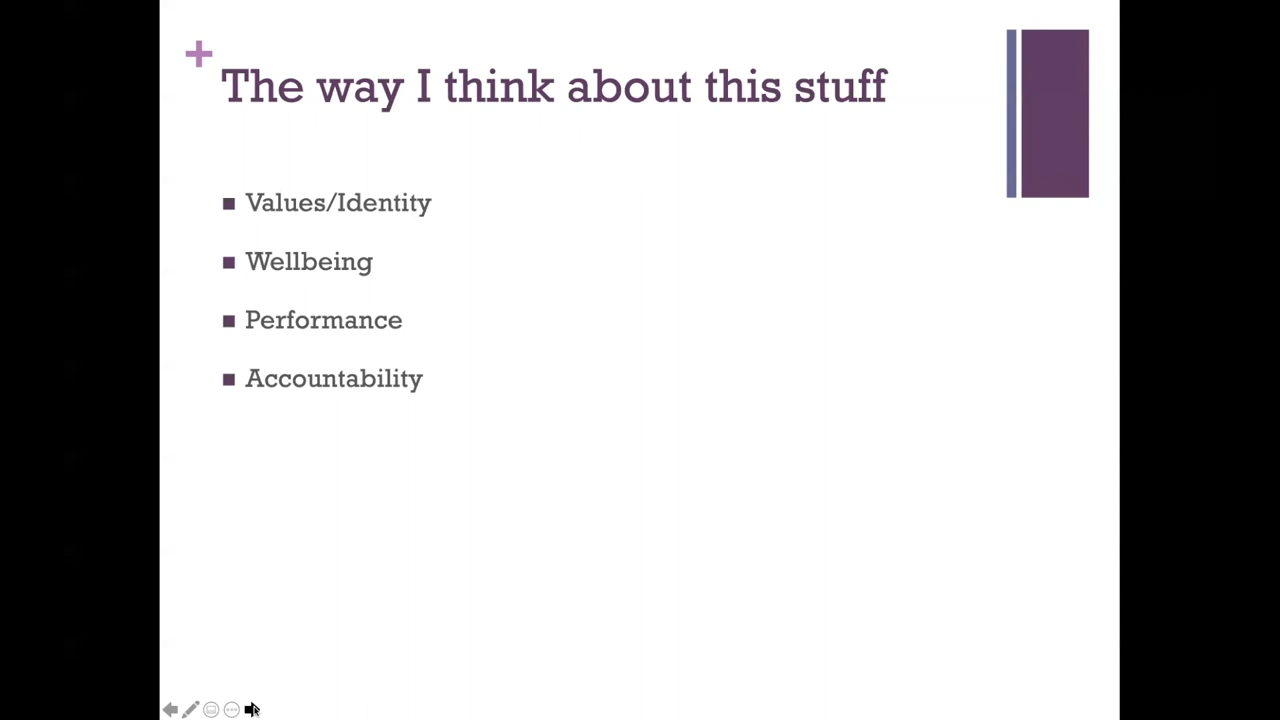 +
The way I think about this stuff
Values/Identity
Wellbeing
Performance
Accountability